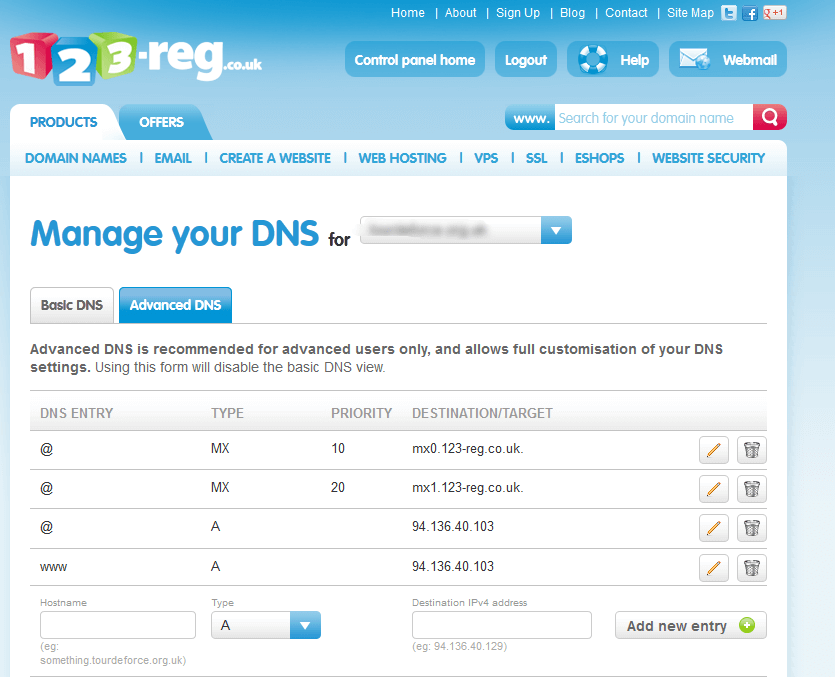 Home | About | Sign Up | Blog | Contact | Site Map
g +1
123-reg.co.uk
Control panel home
Logout
Help
Webmail
PRODUCTS
OFFERS
www. Search for your domain name
DOMAIN NAMES | EMAIL | CREATE A WEBSITE | WEB HOSTING | VPS | SSL | ESHOPS | WEBSITE SECURITY
Manage your DNS for
Basic DNS
Advanced DNS
Advanced DNS is recommended for advanced users only, and allows full customisation of your DNS
settings. Using this form will disable the basic DNS view.
DNS ENTRY TYPE PRIORITY DESTINATION/TARGET
@ MX 10 mx0.123-reg.co.uk.
@ MX 20 mx1.123-reg.co.uk.
@ A 94.136.40.103
www A 94.136.40.103
Hostname Type Destination IPv4 address
A Add new entry
(eg: (eg: 94.136.40.129)
something.tourdeforce.org.uk)